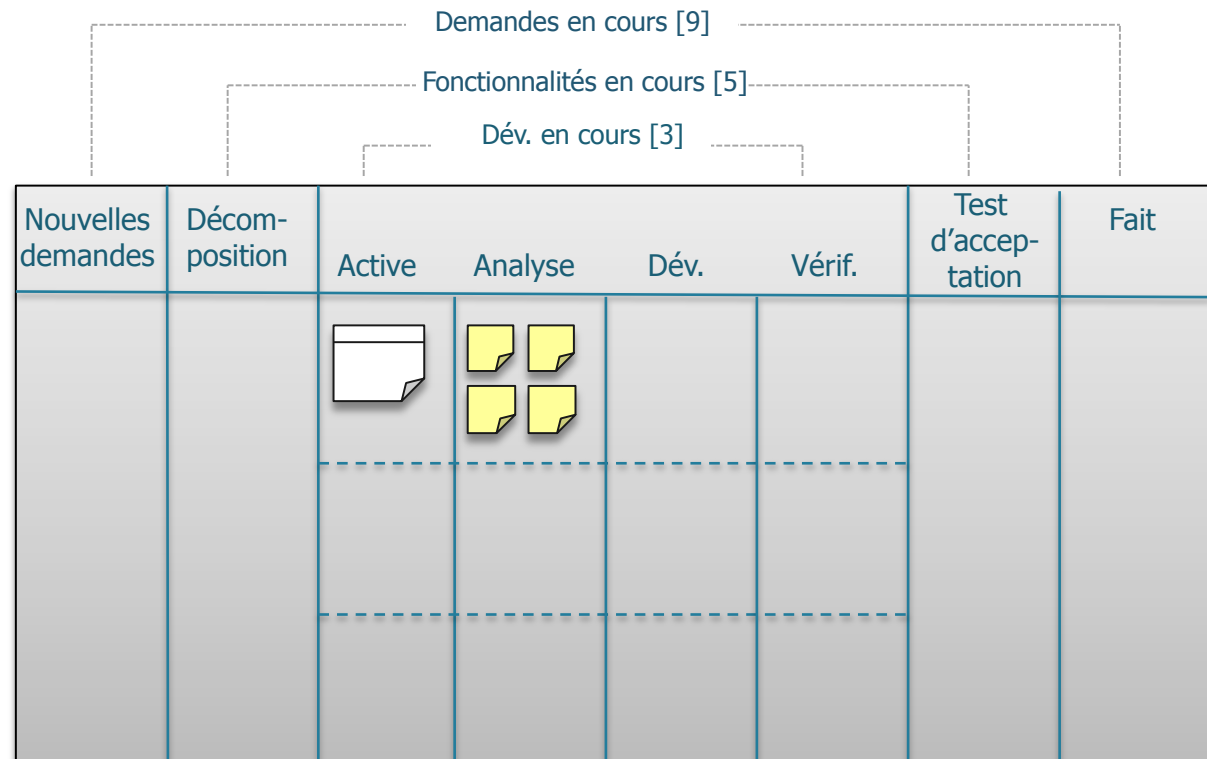 Demandes en cours [9]
Fonctionnalités en cours [5]
Dév. en cours [3]
Nouvelles
demandes
Décom-
position
Active
Analyse
Dév.
Vérif.
Test
d’accep-
tation
Fait